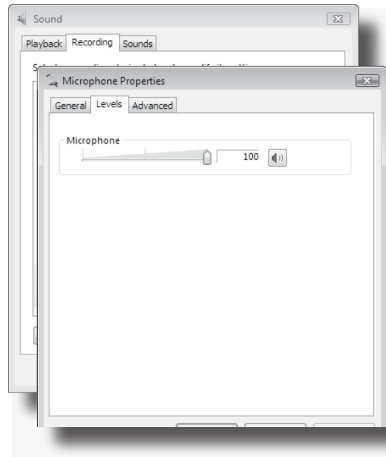 Sound
Playback Recording Sounds
Microphone Properties
General Levels Advanced
Microphone
100